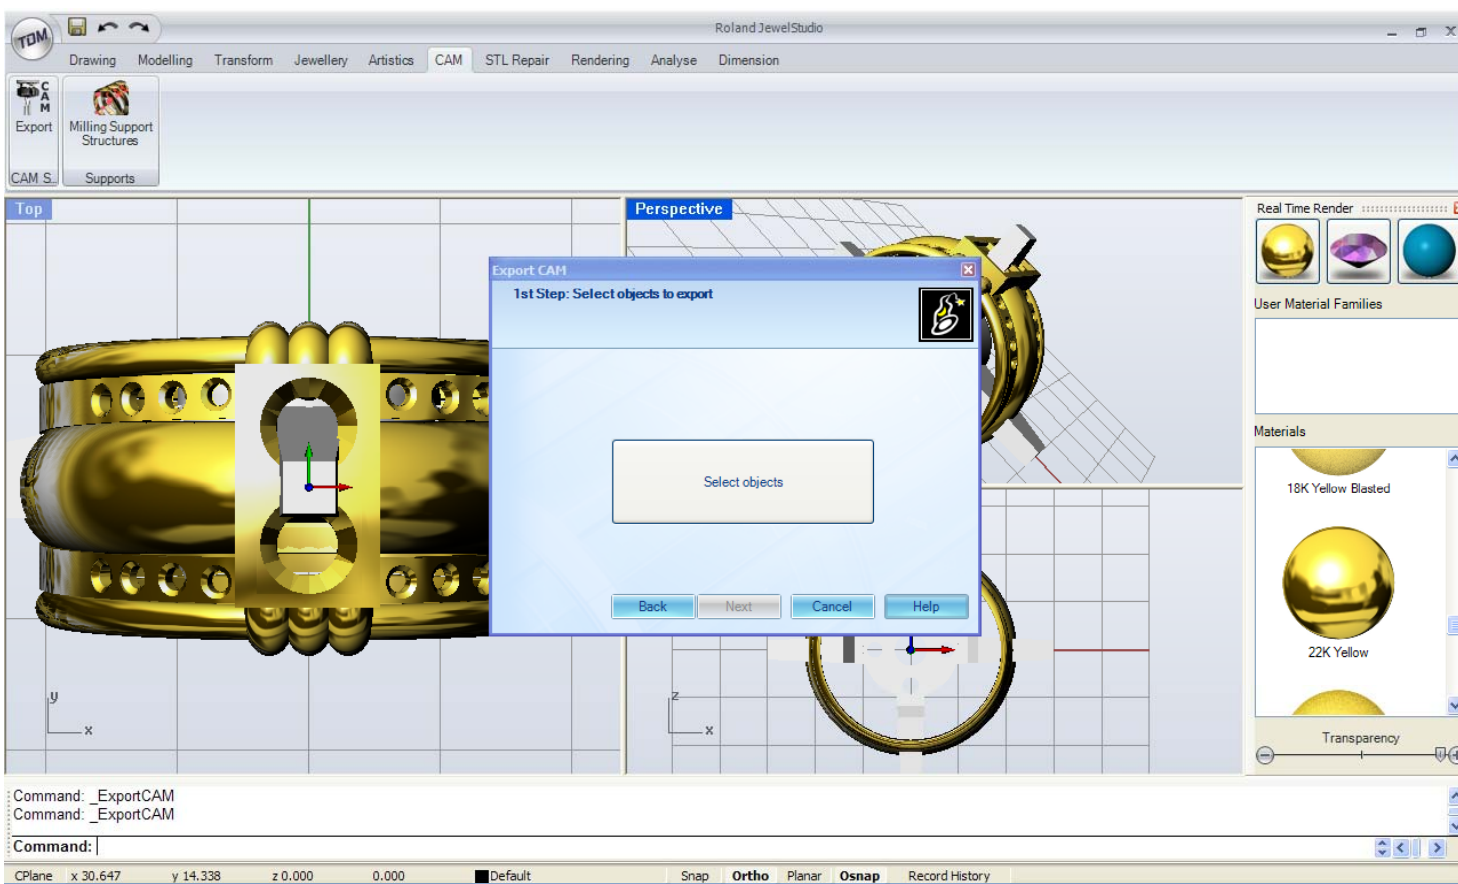 Roland JewelStudio
TDM
Drawing Modelling Transform Jewellery Artistics CAM STL Repair Rendering Analyse Dimension
CAM
Export
Milling Support
Structures
CAM S...
Supports
Top
Perspective
Real Time Render
Export CAM
1st Step: Select objects to export
User Material Families
Materials
Select objects
18K Yellow Blasted
Back Next Cancel Help
22K Yellow
y
x
z
x
Transparency
Command: _ExportCAM
Command: _ExportCAM
Command:
CPlane x 30.647 y 14.338 z 0.000 0.000 Default Snap Ortho Planar Osnap Record History